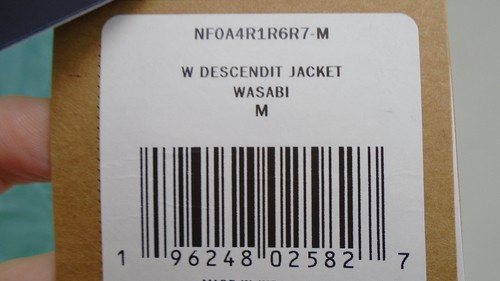 NF0A4R1R6R7-M
W DESCENDIT JACKET
WASABI
M
1 96248 02582 7